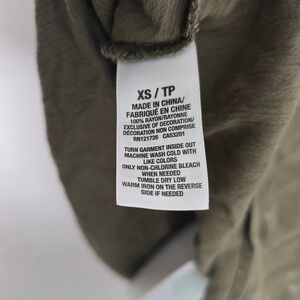 XS / TP
MADE IN CHINA/
FABRIQUÉ EN CHINE
100% RAYON/RAYONNE
EXCLUSIVE OF DECORATION/
DÉCORATION NON COMPRISE
RN121726 CA53201
TURN GARMENT INSIDE OUT
MACHINE WASH COLD WITH
LIKE COLORS
ONLY NON-CHLORINE BLEACH
WHEN NEEDED
TUMBLE DRY LOW
WARM IRON ON THE REVERSE
SIDE IF NEEDED